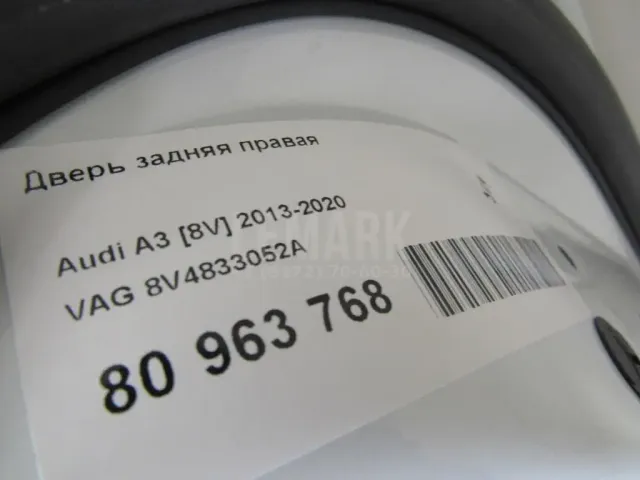 Дверь задняя правая
Audi A3 [8V] 2013-2020
VAG 8V4833052A
80 963 768